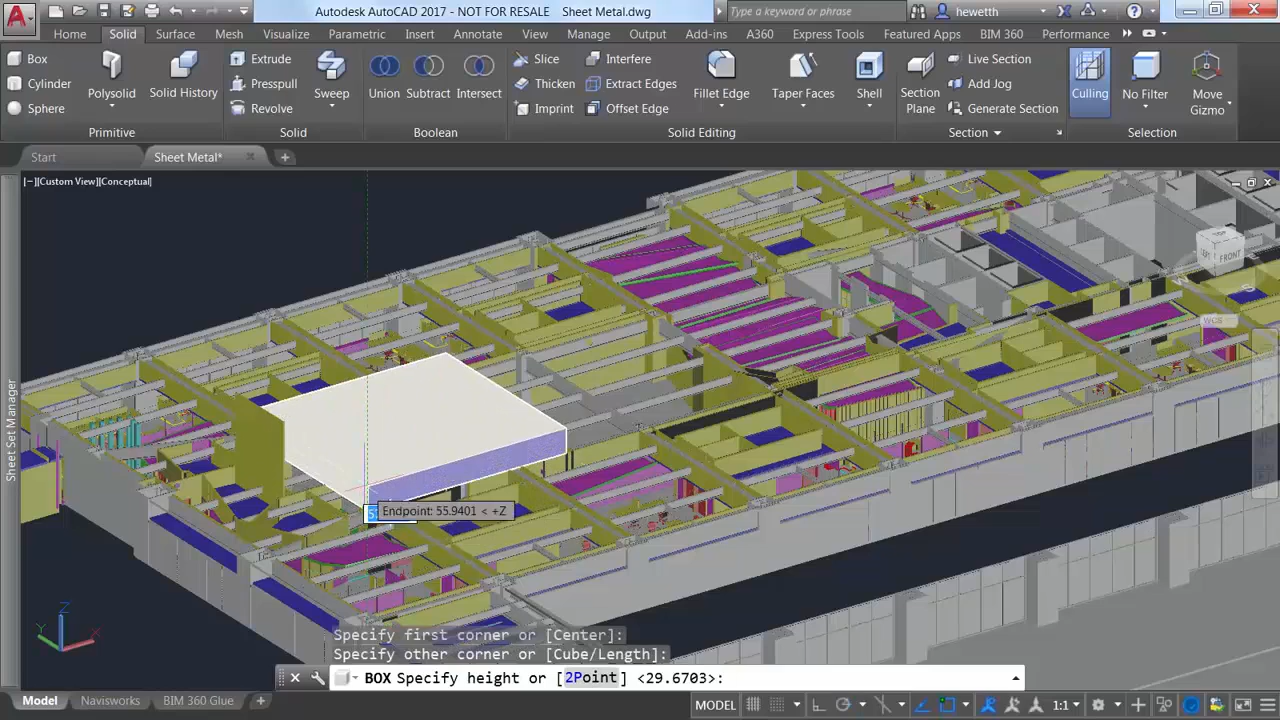 Autodesk AutoCAD 2017 - NOT FOR RESALE Sheet Metal.dwg
Type a keyword or phrase
hewetth
Home Solid Surface Mesh Visualize Parametric Insert Annotate View Manage Output Add-ins A360 Express Tools Featured Apps BIM 360 Performance
Box
Cylinder
Sphere
Polysolid
Solid History
Primitive
Extrude
Presspull
Revolve
Sweep
Solid
Union Subtract Intersect
Boolean
Slice
Thicken
Imprint
Interfere
Extract Edges
Offset Edge
Fillet Edge
Taper Faces
Shell
Solid Editing
Section
Plane
Live Section
Add Jog
Generate Section
Section
Culling
No Filter
Move
Gizmo
Selection
Start
Sheet Metal*
[−][Custom View][Conceptual]
FRONT
S
WCS
Sheet Set Manager
Endpoint: 55.9401 < +Z
Z
Y
X
Specify first corner or [Center]:
Specify other corner or [Cube/Length]:
BOX Specify height or [2Point] <29.6703>:
Model Navisworks BIM 360 Glue
MODEL
1:1